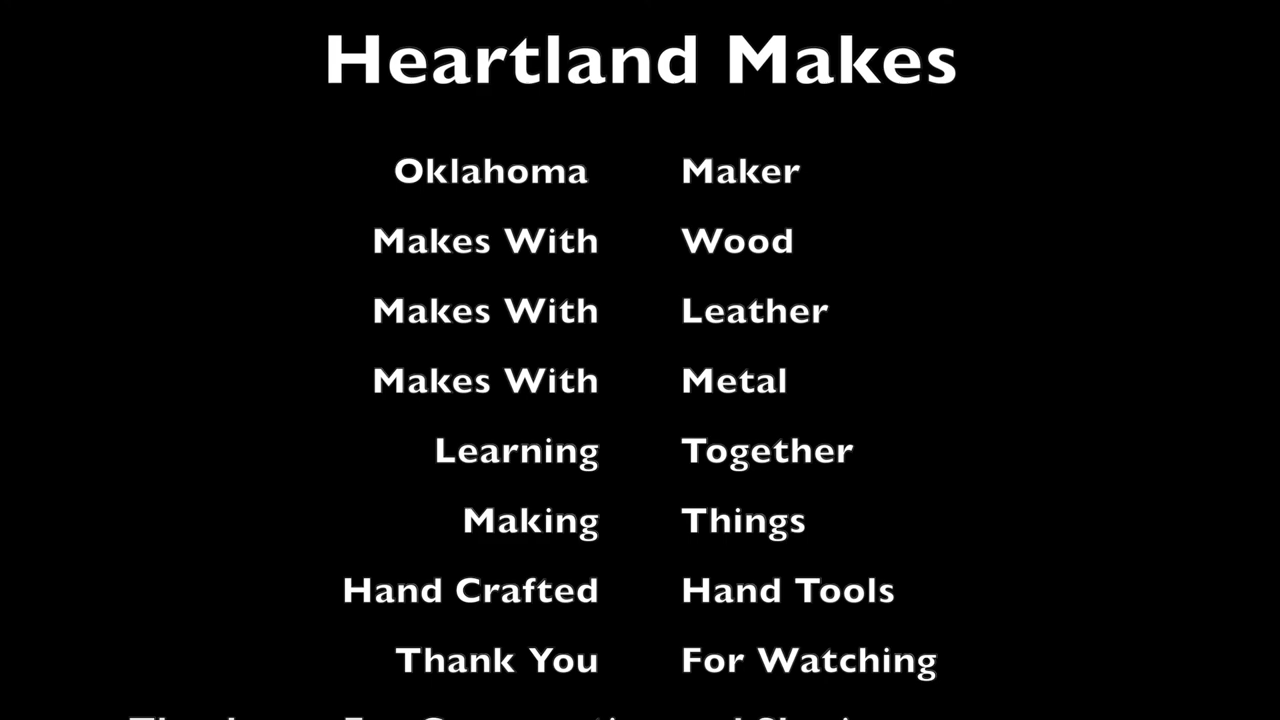 Heartland Makes
Oklahoma Maker
Makes With Wood
Makes With Leather
Makes With Metal
Learning Together
Making Things
Hand Crafted Hand Tools
Thank You For Watching